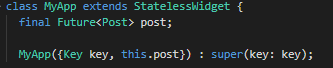 class MyApp extends StatelessWidget {
final Future<Post> post;
MyApp({Key key, this.post}) : super(key: key);